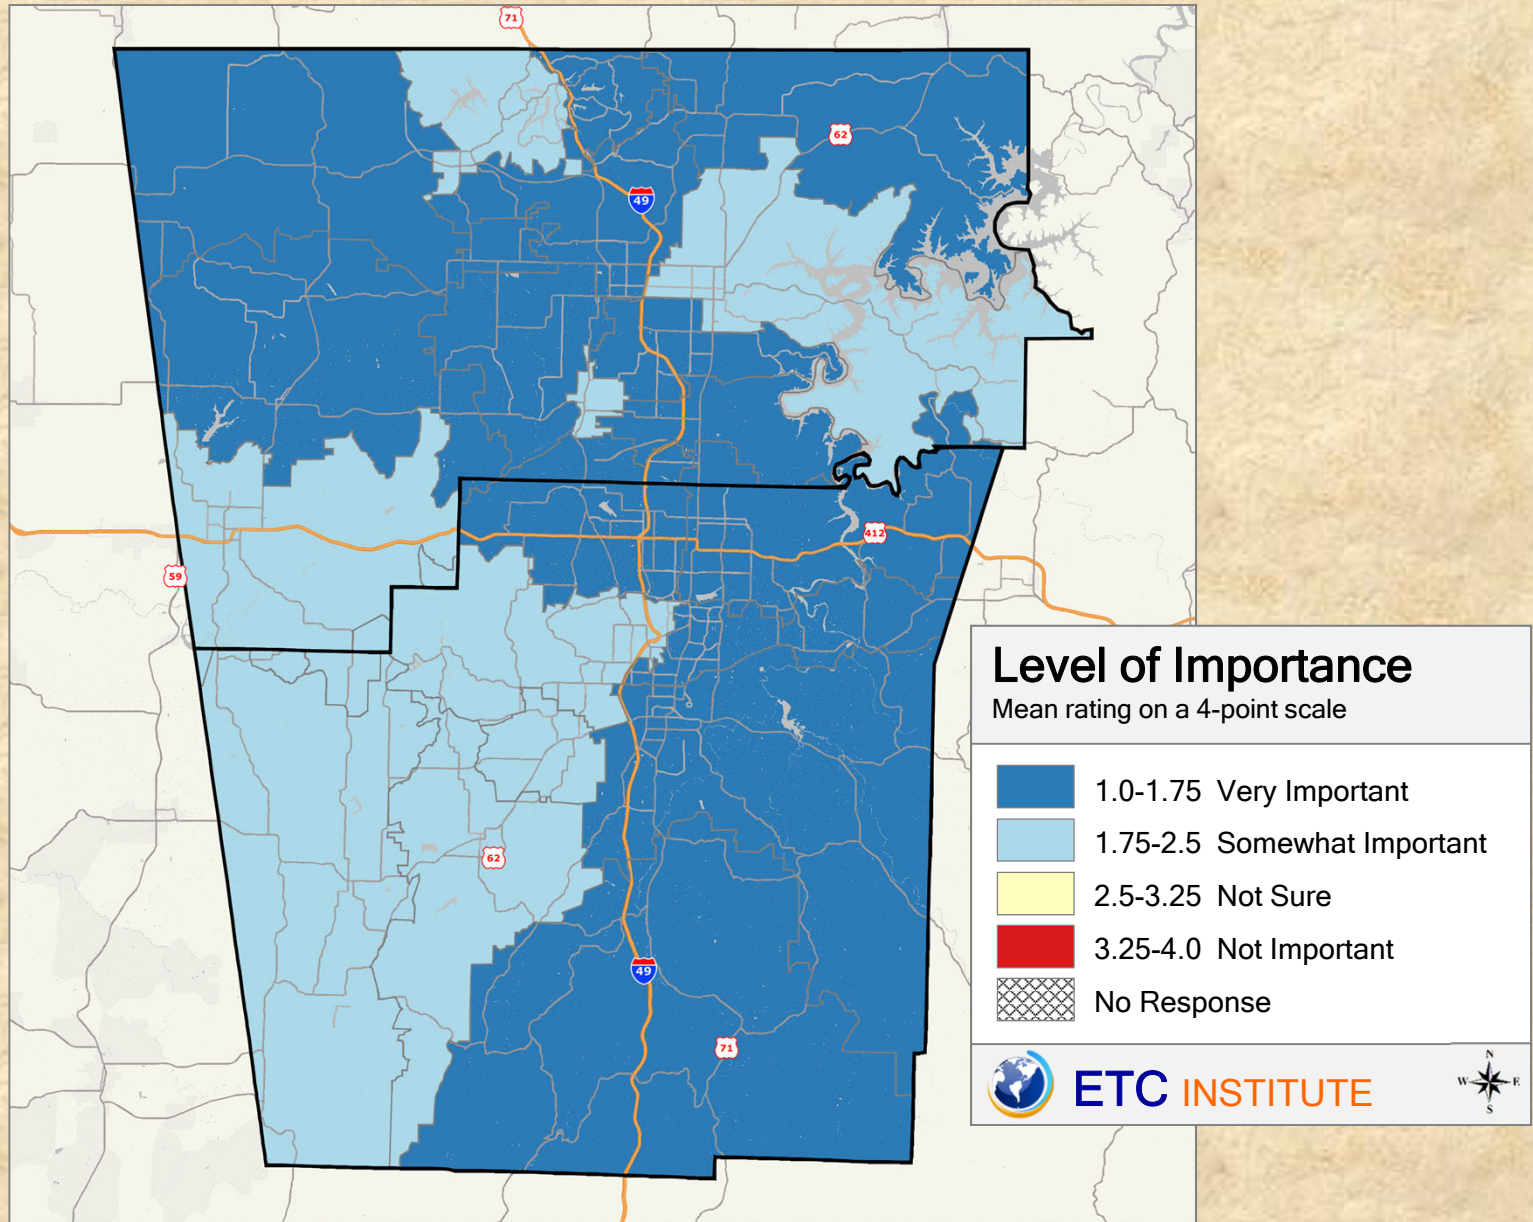 71
62
49
412
59
62
49
71
Level of Importance
Mean rating on a 4-point scale
1.0-1.75 Very Important
1.75-2.5 Somewhat Important
2.5-3.25 Not Sure
3.25-4.0 Not Important
No Response
ETC INSTITUTE
N
W E
S